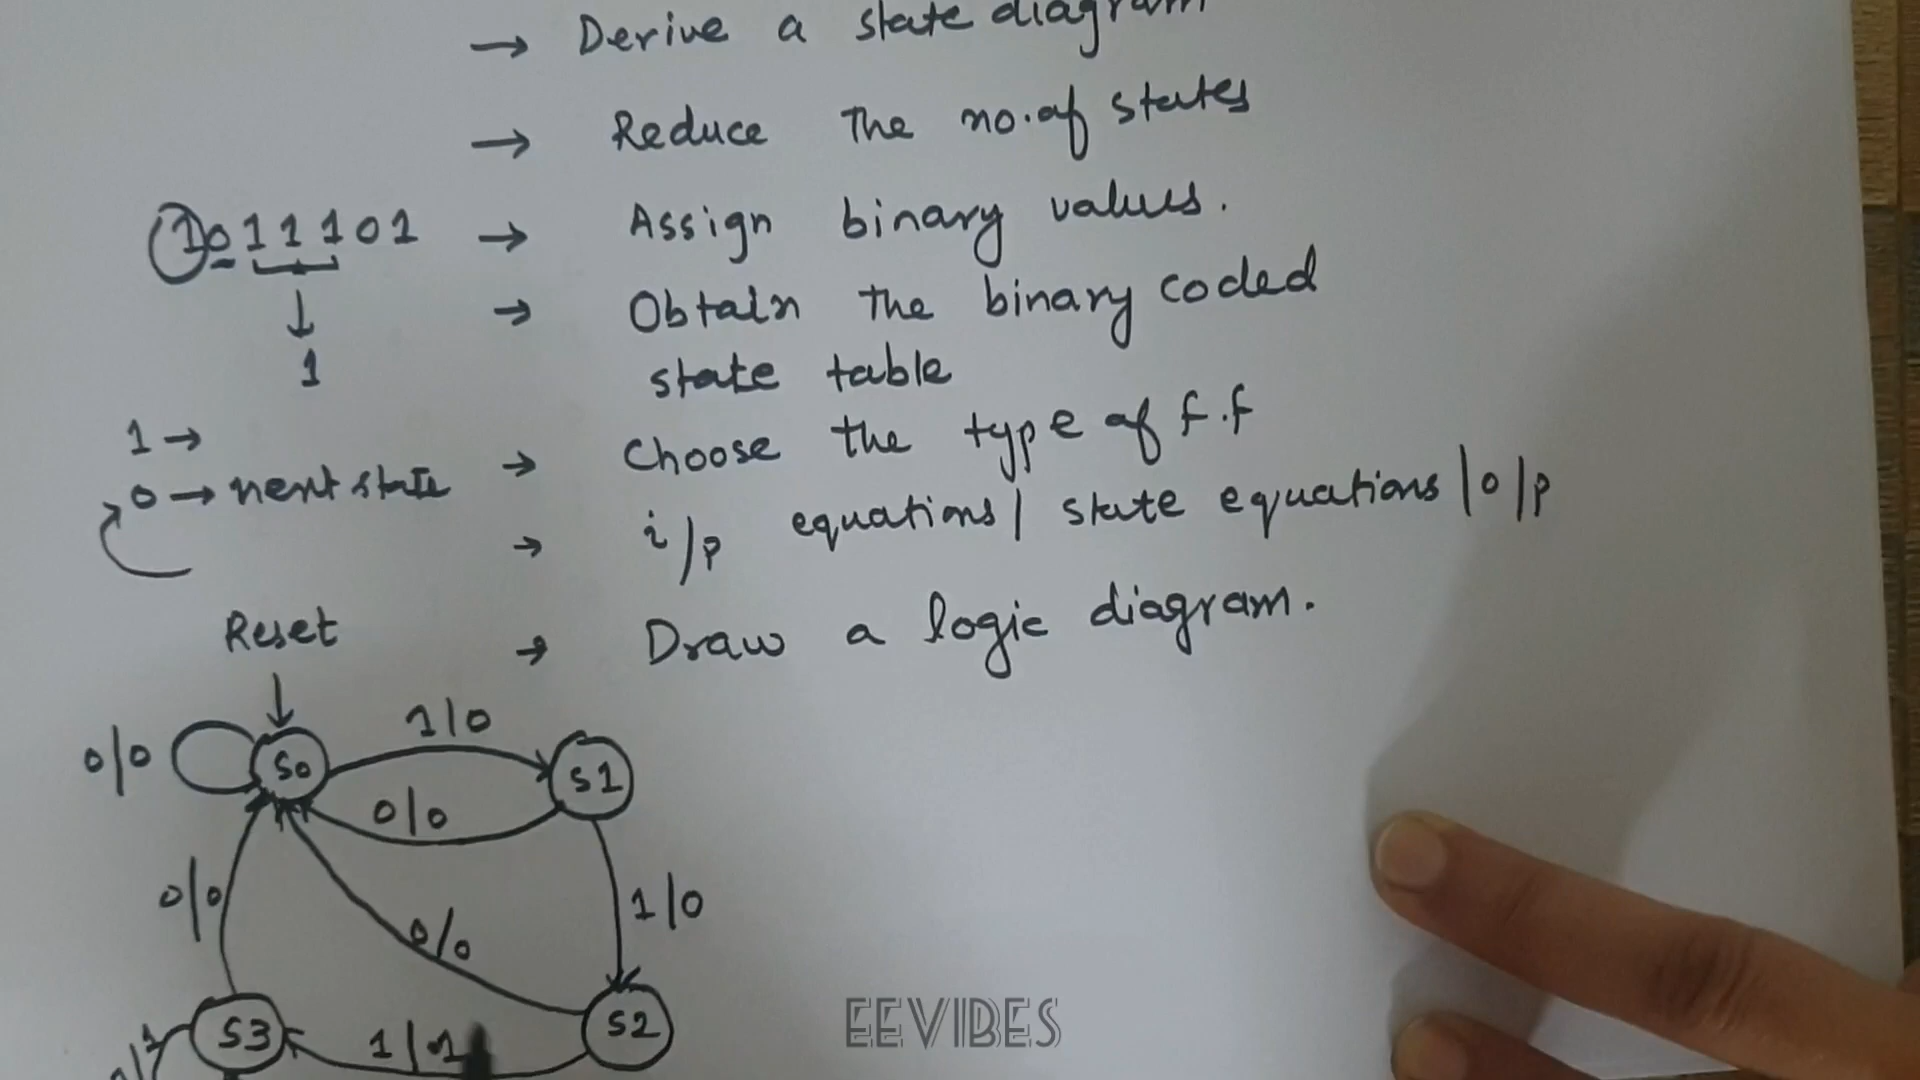 → Derive a state diagram
→ Reduce the no. of states
1011101 → Assign binary values.
↓
1
→ Obtain the binary coded
state table
1 →
0 → next state
→ Choose the type of F.F
→ i/p equations / state equations / o/p
→ Draw a logic diagram.
Reset
↓
0/0 S0 1/0 S1
0/0
0/0 0/0 1/0
S3 1/1 S2
EEVIBES